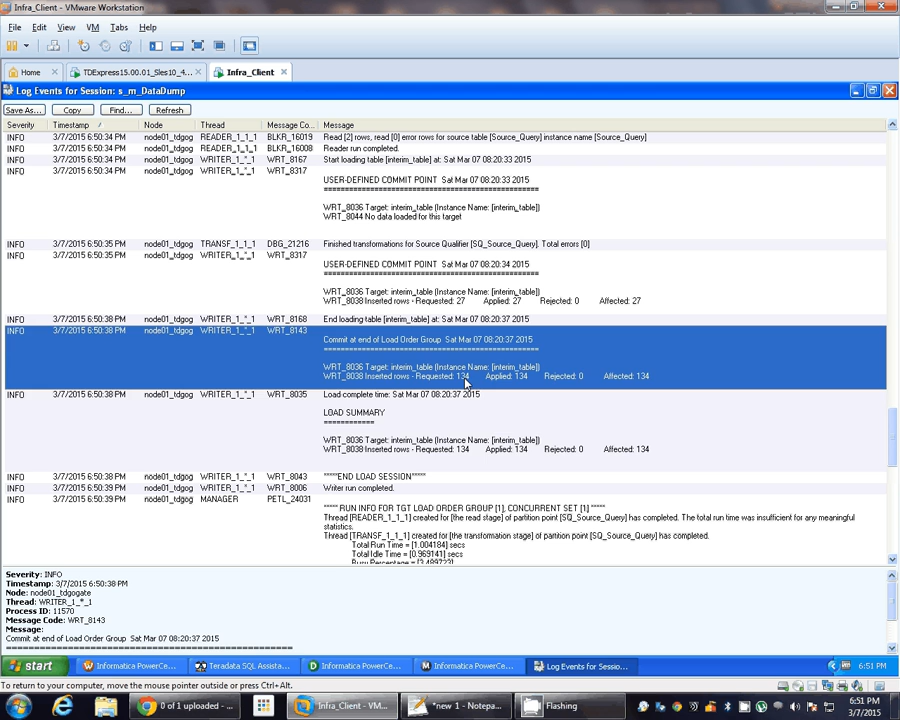 Infra_Client - VMware Workstation
File Edit View VM Tabs Help
Home TDExpress15.00.01_Sles10_4... Infra_Client
Log Events for Session: s_m_DataDump
Save As... Copy Find... Refresh
Severity Timestamp Node Thread Message Co... Message
INFO 3/7/2015 6:50:34 PM node01_tdgog READER_1_1_1 BLKR_16019 Read [2] rows, read [0] error rows for source table [Source_Query] instance name [Source_Query]
INFO 3/7/2015 6:50:34 PM node01_tdgog READER_1_1_1 BLKR_16008 Reader run completed.
INFO 3/7/2015 6:50:34 PM node01_tdgog WRITER_1_*_1 WRT_8167 Start loading table [interim_table] at: Sat Mar 07 08:20:33 2015
INFO 3/7/2015 6:50:34 PM node01_tdgog WRITER_1_*_1 WRT_8317
USER-DEFINED COMMIT POINT Sat Mar 07 08:20:33 2015
===================================================
WRT_8036 Target: interim_table (Instance Name: [interim_table])
WRT_8044 No data loaded for this target
INFO 3/7/2015 6:50:35 PM node01_tdgog TRANSF_1_1_1 DBG_21216 Finished transformations for Source Qualifier [SQ_Source_Query]. Total errors [0]
INFO 3/7/2015 6:50:35 PM node01_tdgog WRITER_1_*_1 WRT_8317
USER-DEFINED COMMIT POINT Sat Mar 07 08:20:34 2015
===================================================
WRT_8036 Target: interim_table (Instance Name: [interim_table])
WRT_8038 Inserted rows - Requested: 27 Applied: 27 Rejected: 0 Affected: 27
INFO 3/7/2015 6:50:38 PM node01_tdgog WRITER_1_*_1 WRT_8168 End loading table [interim_table] at: Sat Mar 07 08:20:37 2015
INFO 3/7/2015 6:50:38 PM node01_tdgog WRITER_1_*_1 WRT_8143
Commit at end of Load Order Group Sat Mar 07 08:20:37 2015
===================================================
WRT_8036 Target: interim_table (Instance Name: [interim_table])
WRT_8038 Inserted rows - Requested: 134 Applied: 134 Rejected: 0 Affected: 134
INFO 3/7/2015 6:50:38 PM node01_tdgog WRITER_1_*_1 WRT_8035 Load complete time: Sat Mar 07 08:20:37 2015
LOAD SUMMARY
============
WRT_8036 Target: interim_table (Instance Name: [interim_table])
WRT_8038 Inserted rows - Requested: 134 Applied: 134 Rejected: 0 Affected: 134
INFO 3/7/2015 6:50:38 PM node01_tdgog WRITER_1_*_1 WRT_8043 *****END LOAD SESSION*****
INFO 3/7/2015 6:50:39 PM node01_tdgog WRITER_1_*_1 WRT_8006 Writer run completed.
INFO 3/7/2015 6:50:39 PM node01_tdgog MANAGER PETL_24031
***** RUN INFO FOR TGT LOAD ORDER GROUP [1], CONCURRENT SET [1] *****
Thread [READER_1_1_1] created for [the read stage] of partition point [SQ_Source_Query] has completed. The total run time was insufficient for any meaningful
statistics.
Thread [TRANSF_1_1_1] created for [the transformation stage] of partition point [SQ_Source_Query] has completed.
Total Run Time = [1.004184] secs
Total Idle Time = [0.969141] secs
Busy Percentage = [3.489723]
Severity: INFO
Timestamp: 3/7/2015 6:50:38 PM
Node: node01_tdgogate
Thread: WRITER_1_*_1
Process ID: 11570
Message Code: WRT_8143
Message:
Commit at end of Load Order Group Sat Mar 07 08:20:37 2015
===================================================
start Informatica PowerCe... Teradata SQL Assista... Informatica PowerCe... Informatica PowerCe... Log Events for Sessio... 6:51 PM
To return to your computer, move the mouse pointer outside or press Ctrl+Alt.
0 of 1 uploaded - ... Infra_Client - VM... *new 1 - Notepa... Flashing 6:51 PM
3/7/2015